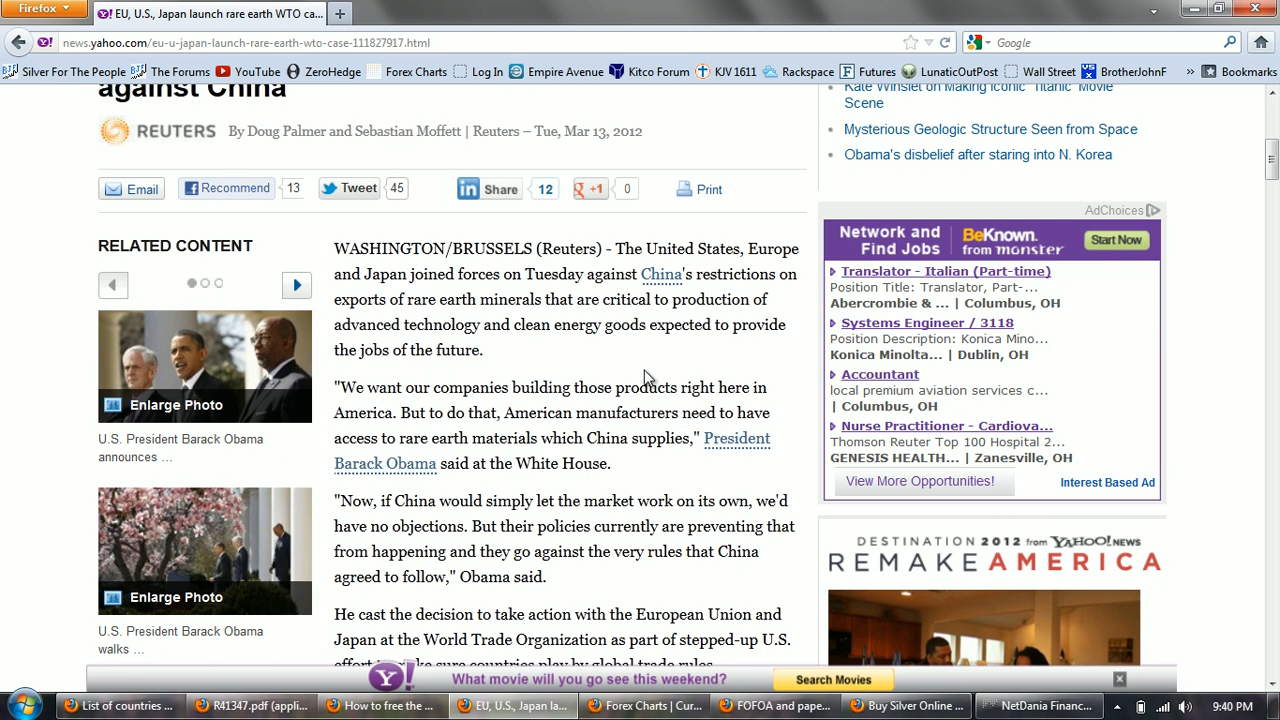 Firefox
EU, U.S., Japan launch rare earth WTO ca...
news.yahoo.com/eu-u-japan-launch-rare-earth-wto-case-111827917.html
Google
Silver For The People
The Forums
YouTube
ZeroHedge
Forex Charts
Log In
Empire Avenue
Kitco Forum
KJV 1611
Rackspace
Futures
LunaticOutPost
Wall Street
BrotherJohnF
»
Bookmarks
against China
REUTERS
By Doug Palmer and Sebastian Moffett | Reuters – Tue, Mar 13, 2012
Email
Recommend
13
Tweet
45
in Share
12
g +1
0
Print
RELATED CONTENT
Enlarge Photo
U.S. President Barack Obama
announces ...
Enlarge Photo
U.S. President Barack Obama
walks ...
WASHINGTON/BRUSSELS (Reuters) - The United States, Europe
and Japan joined forces on Tuesday against China's restrictions on
exports of rare earth minerals that are critical to production of
advanced technology and clean energy goods expected to provide
the jobs of the future.
"We want our companies building those products right here in
America. But to do that, American manufacturers need to have
access to rare earth materials which China supplies," President
Barack Obama said at the White House.
"Now, if China would simply let the market work on its own, we'd
have no objections. But their policies currently are preventing that
from happening and they go against the very rules that China
agreed to follow," Obama said.
He cast the decision to take action with the European Union and
Japan at the World Trade Organization as part of stepped-up U.S.
sure countries play by global trade rules.
Kate Winslet on Making Iconic 'Titanic' Movie
Scene
Mysterious Geologic Structure Seen from Space
Obama's disbelief after staring into N. Korea
AdChoices
Network and
Find Jobs
BeKnown.
from monster
Start Now
Translator - Italian (Part-time)
Position Title: Translator, Part-...
Abercrombie & ... | Columbus, OH
Systems Engineer / 3118
Position Description: Konica Mino...
Konica Minolta... | Dublin, OH
Accountant
local premium aviation services c...
| Columbus, OH
Nurse Practitioner - Cardiova...
Thomson Reuter Top 100 Hospital 2...
GENESIS HEALTH... | Zanesville, OH
View More Opportunities!
Interest Based Ad
DESTINATION 2012 from YAHOO! NEWS
REMAKE AMERICA
Y!
What movie will you go see this weekend?
Search Movies
List of countries ...
R41347.pdf (appli...
How to free the ...
EU, U.S., Japan la...
Forex Charts | Cur...
FOFOA and pape...
Buy Silver Online ...
NetDania Financ...
9:40 PM